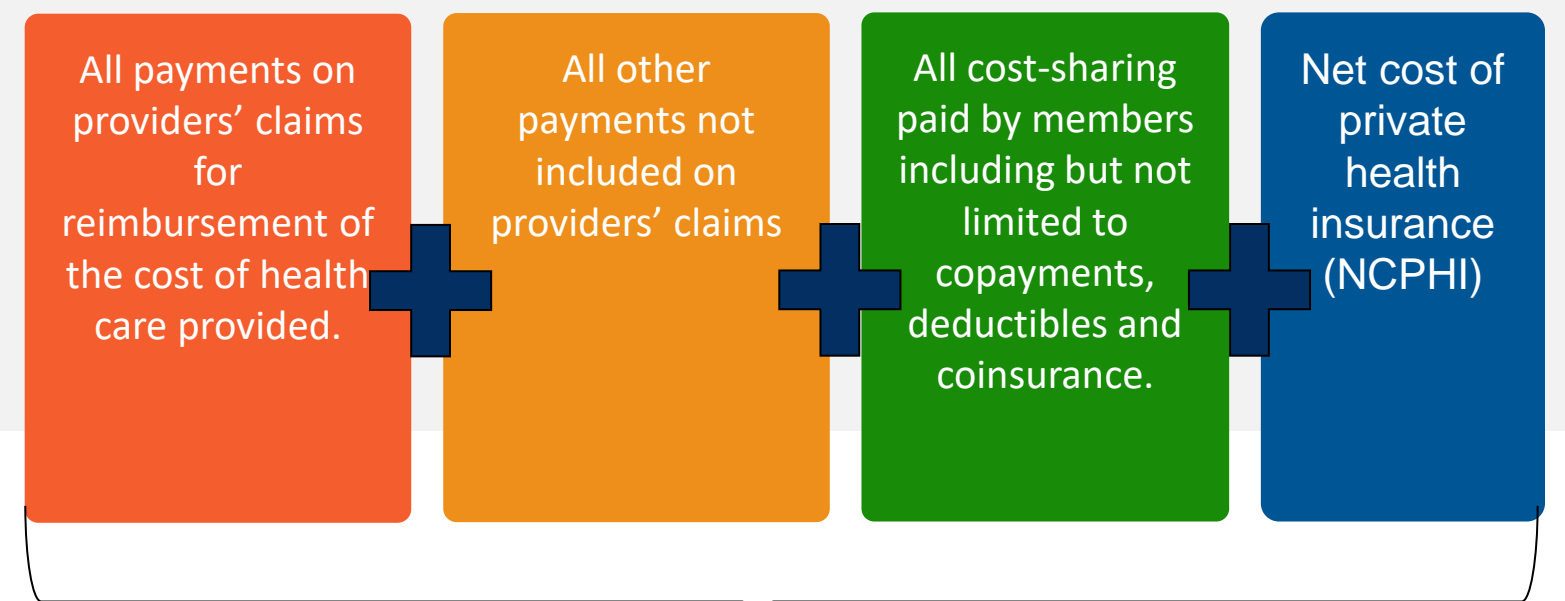 All payments on
providers’ claims
for
reimbursement of
the cost of health
care provided.
All other
payments not
included on
providers’ claims
All cost-sharing
paid by members
including but not
limited to
copayments,
deductibles and
coinsurance.
Net cost of
private
health
insurance
(NCPHI)